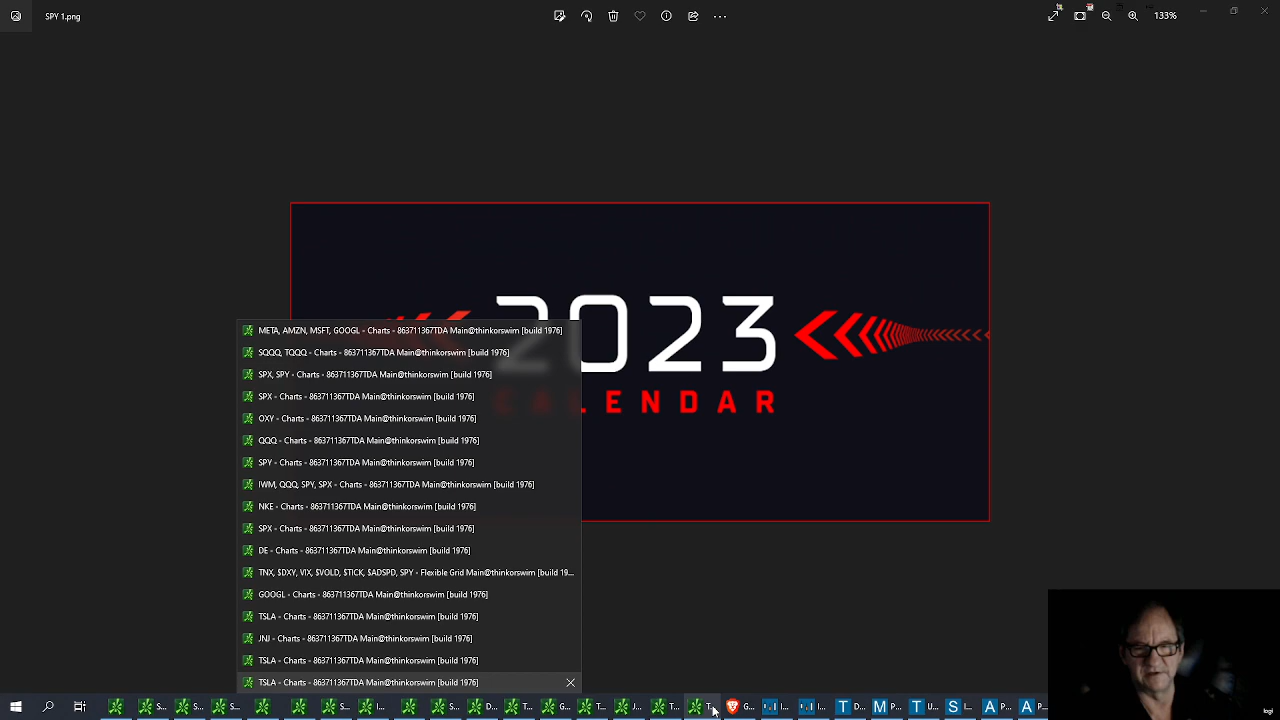 SPY 1.png
133%
2023
CALENDAR
META, AMZN, MSFT, GOOGL - Charts - 863711367TDA Main@thinkorswim [build 1976]
SQQQ, TQQQ - Charts - 863711367TDA Main@thinkorswim [build 1976]
SPX, SPY - Charts - 863711367TDA Main@thinkorswim [build 1976]
SPX - Charts - 863711367TDA Main@thinkorswim [build 1976]
OXY - Charts - 863711367TDA Main@thinkorswim [build 1976]
QQQ - Charts - 863711367TDA Main@thinkorswim [build 1976]
SPY - Charts - 863711367TDA Main@thinkorswim [build 1976]
IWM, QQQ, SPY, SPX - Charts - 863711367TDA Main@thinkorswim [build 1976]
NKE - Charts - 863711367TDA Main@thinkorswim [build 1976]
SPX - Charts - 863711367TDA Main@thinkorswim [build 1976]
DE - Charts - 863711367TDA Main@thinkorswim [build 1976]
TNX, $DXY, VIX, $VOLD, $TICK, $ADSPD, SPY - Flexible Grid Main@thinkorswim [build 19...
GOOGL - Charts - 863711367TDA Main@thinkorswim [build 1976]
TSLA - Charts - 863711367TDA Main@thinkorswim [build 1976]
JNJ - Charts - 863711367TDA Main@thinkorswim [build 1976]
TSLA - Charts - 863711367TDA Main@thinkorswim [build 1976]
TSLA - Charts - 863711367TDA Main@thinkorswim [build 1976]
S... S... S... G... I... D... T... G... T... J... T... T... G... I... I... T D... M P... T U... S L... A P... A P...
logi